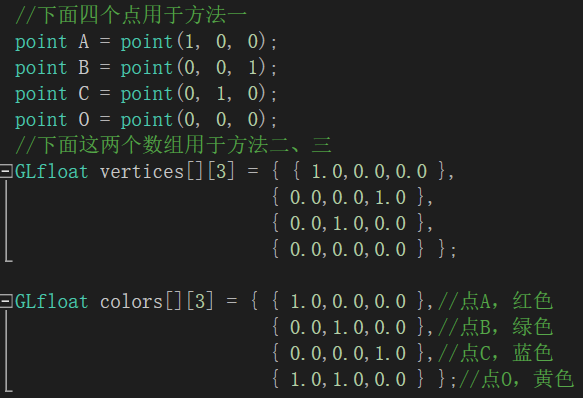 //下面四个点用于方法一
point A = point(1, 0, 0);
point B = point(0, 0, 1);
point C = point(0, 1, 0);
point O = point(0, 0, 0);
//下面这两个数组用于方法二、三
GLfloat vertices[][3] = { { 1.0,0.0,0.0 },
{ 0.0,0.0,1.0 },
{ 0.0,1.0,0.0 },
{ 0.0,0.0,0.0 } };
GLfloat colors[][3] = { { 1.0,0.0,0.0 },//点A，红色
{ 0.0,1.0,0.0 },//点B，绿色
{ 0.0,0.0,1.0 },//点C，蓝色
{ 1.0,1.0,0.0 } };//点O，黄色